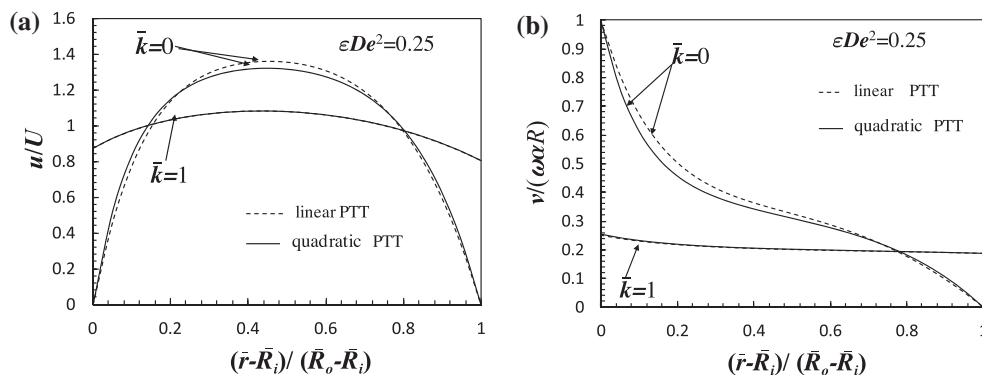 (a)
1.6
1.4
1.2
1
0.8
0.6
0.4
0.2
0
u/U
k̄=0
εDe²=0.25
k̄=1
linear PTT
quadratic PTT
0 0.2 0.4 0.6 0.8 1
(r̄-R̄ᵢ)/ (R̄ₒ-R̄ᵢ)
(b)
1
0.9
0.8
0.7
0.6
0.5
0.4
0.3
0.2
0.1
0
v/(ωαR)
εDe²=0.25
k̄=0
linear PTT
quadratic PTT
k̄=1
0 0.2 0.4 0.6 0.8 1
(r̄-R̄ᵢ)/ (R̄ₒ-R̄ᵢ)